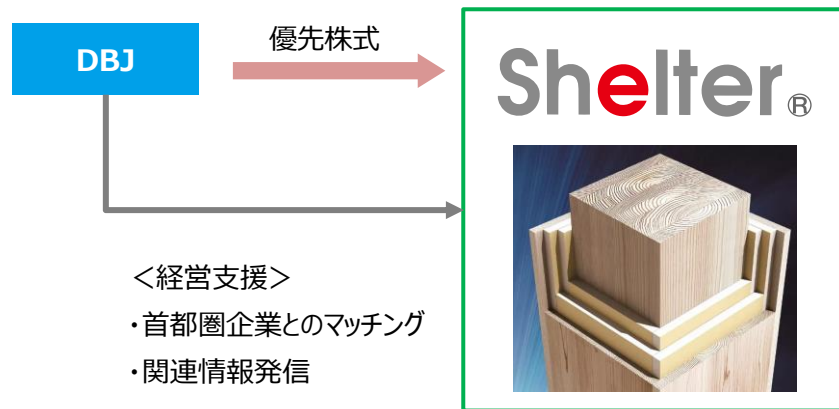 DBJ
優先株式
Shelter®
<経営支援>
・首都圏企業とのマッチング
・関連情報発信